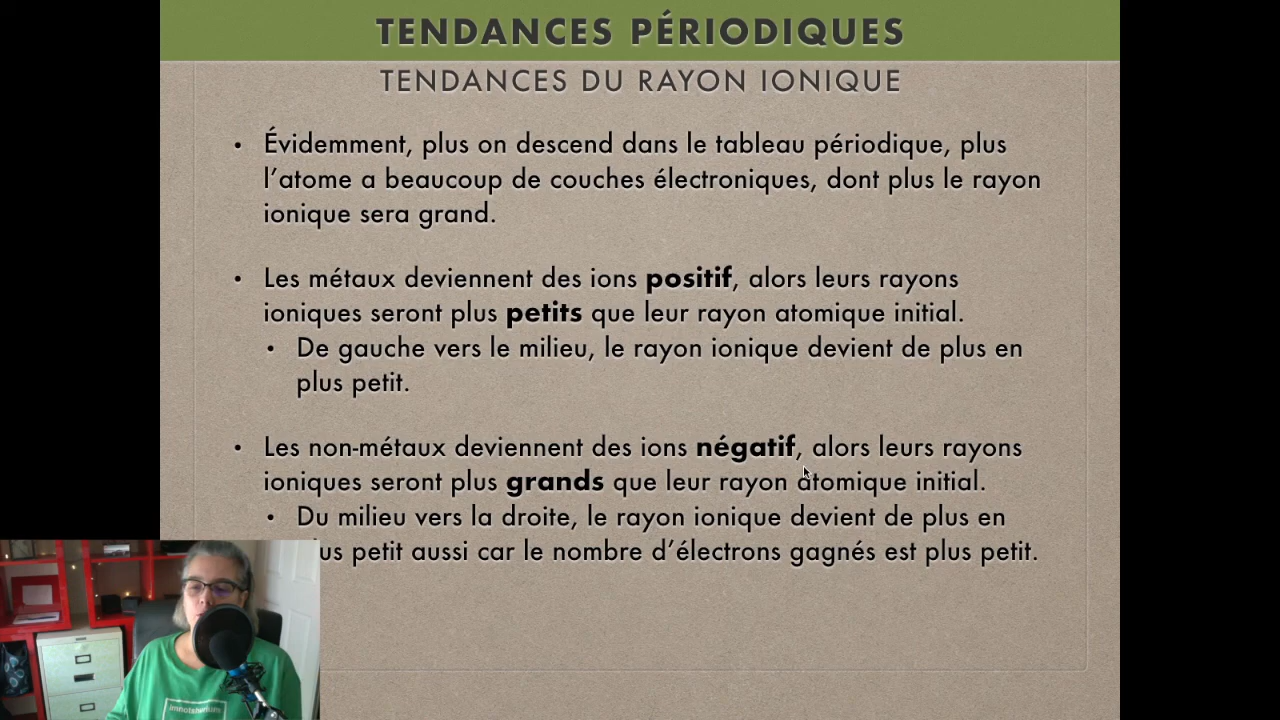 TENDANCES PÉRIODIQUES
TENDANCES DU RAYON IONIQUE
• Évidemment, plus on descend dans le tableau périodique, plus
l'atome a beaucoup de couches électroniques, dont plus le rayon
ionique sera grand.
• Les métaux deviennent des ions positif, alors leurs rayons
ioniques seront plus petits que leur rayon atomique initial.
• De gauche vers le milieu, le rayon ionique devient de plus en
plus petit.
• Les non-métaux deviennent des ions négatif, alors leurs rayons
ioniques seront plus grands que leur rayon atomique initial.
• Du milieu vers la droite, le rayon ionique devient de plus en
petit aussi car le nombre d'électrons gagnés est plus petit.